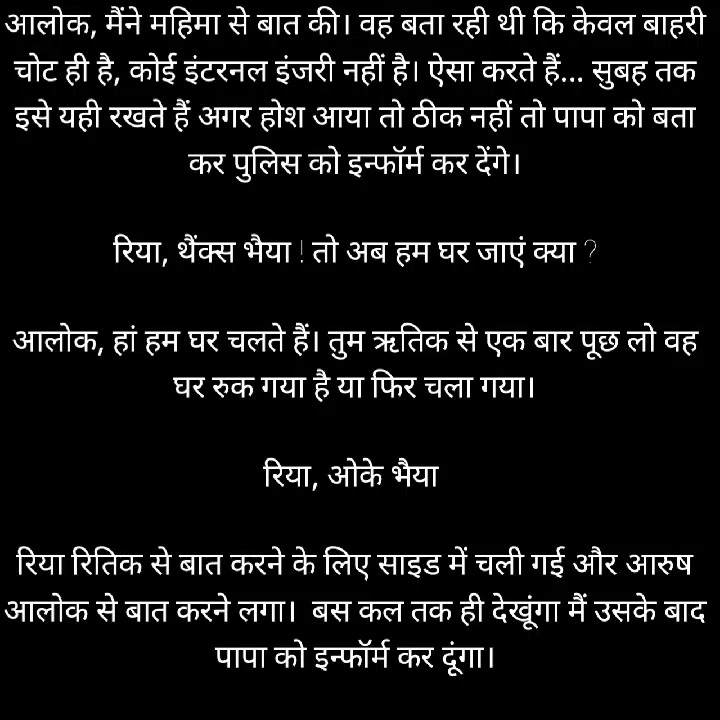 आलोक, मैंने महिमा से बात की। वह बता रही थी कि केवल बाहरी
चोट ही है, कोई इंटरनल इंजरी नहीं है। ऐसा करते हैं... सुबह तक
इसे यही रखते हैं अगर होश आया तो ठीक नहीं तो पापा को बता
कर पुलिस को इन्फॉर्म कर देंगे।
रिया, थैंक्स भैया ! तो अब हम घर जाएं क्या ?
आलोक, हां हम घर चलते हैं। तुम ऋतिक से एक बार पूछ लो वह
घर रुक गया है या फिर चला गया।
रिया, ओके भैया
रिया रितिक से बात करने के लिए साइड में चली गई और आरुष
आलोक से बात करने लगा। बस कल तक ही देखूंगा मैं उसके बाद
पापा को इन्फॉर्म कर दूंगा।